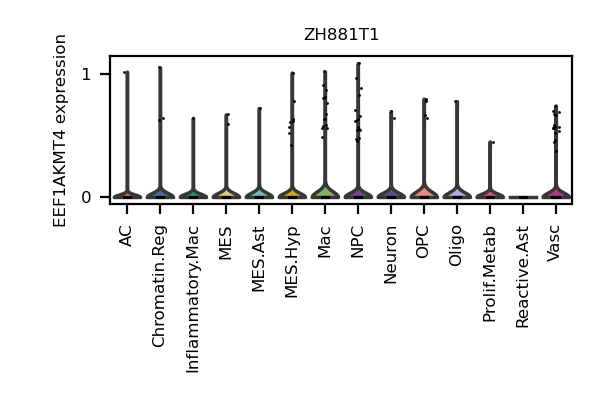 ZH881T1
EEF1AKMT4 expression
1
0
AC
Chromatin.Reg
Inflammatory.Mac
MES
MES.Ast
MES.Hyp
Mac
NPC
Neuron
OPC
Oligo
Prolif.Metab
Reactive.Ast
Vasc